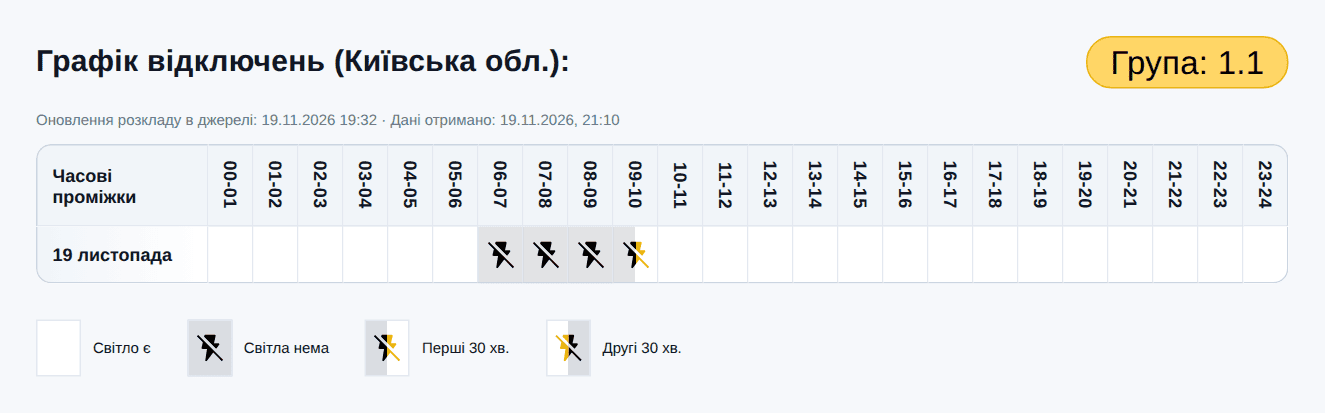 Графік відключень (Київська обл.):
Група: 1.1
Оновлення розкладу в джерелі: 19.11.2026 19:32 · Дані отримано: 19.11.2026, 21:10
Часові
проміжки
00-01
01-02
02-03
03-04
04-05
05-06
06-07
07-08
08-09
09-10
10-11
11-12
12-13
13-14
14-15
15-16
16-17
17-18
18-19
19-20
20-21
21-22
22-23
23-24
19 листопада
Світло є
Світла нема
Перші 30 хв.
Другі 30 хв.